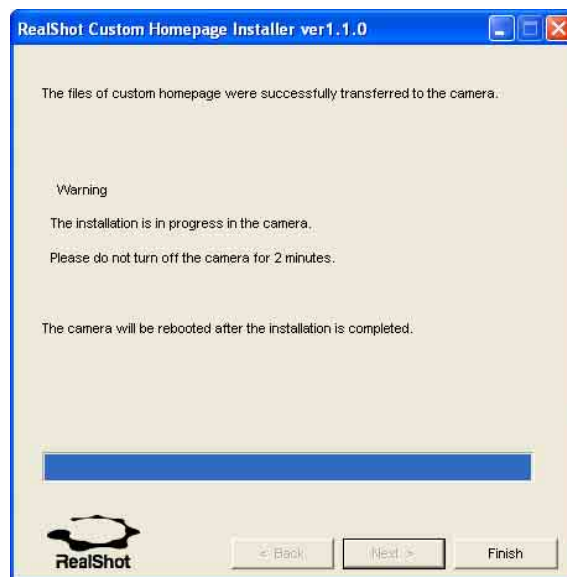 RealShot Custom Homepage Installer ver1.1.0
The files of custom homepage were successfully transferred to the camera.
Warning
The installation is in progress in the camera.
Please do not turn off the camera for 2 minutes.
The camera will be rebooted after the installation is completed.
RealShot
< Back
Next >
Finish